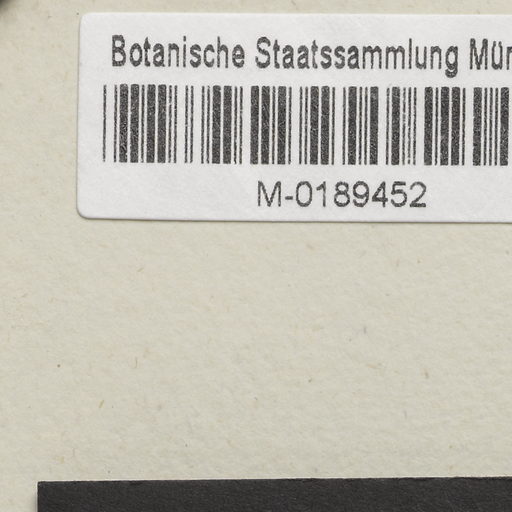 Botanische Staatssammlung Mün
M-0189452